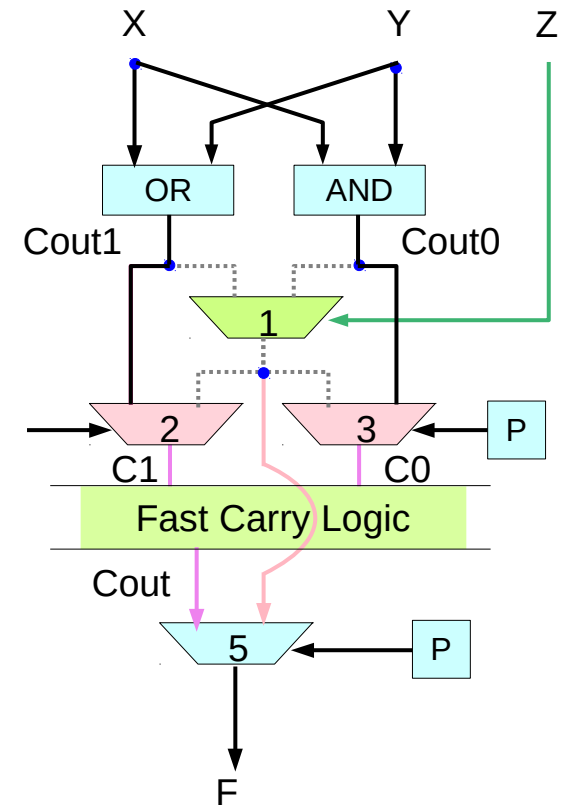 X Y Z
OR AND
Cout1 Cout0
1
2 3 P
C1 C0
Fast Carry Logic
Cout
5 P
F